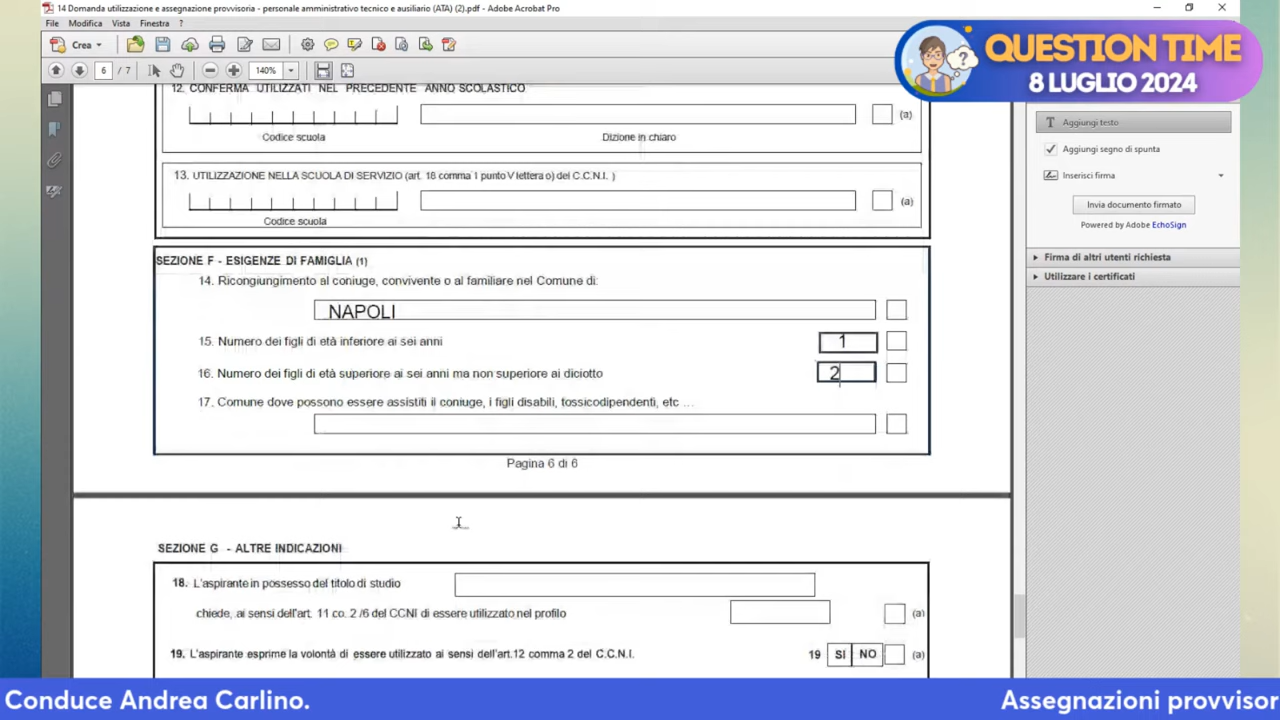 14 Domanda utilizzazione e assegnazione provvisoria - personale amministrativo tecnico e ausiliario (ATA) (2).pdf - Adobe Acrobat Pro
File Modifica Vista Finestra ?
Crea
QUESTION TIME
8 LUGLIO 2024
6 / 7 140%
12. CONFERMA UTILIZZATI NEL PRECEDENTE ANNO SCOLASTICO
(a)
Codice scuola Dizione in chiaro
13. UTILIZZAZIONE NELLA SCUOLA DI SERVIZIO (art. 18 comma 1 punto V lettera o) del C.C.N.I. )
(a)
Codice scuola
SEZIONE F - ESIGENZE DI FAMIGLIA (1)
14. Ricongiungimento al coniuge, convivente o al familiare nel Comune di:
NAPOLI
15. Numero dei figli di età inferiore ai sei anni 1
16. Numero dei figli di età superiore ai sei anni ma non superiore ai diciotto 2
17. Comune dove possono essere assistiti il coniuge, i figli disabili, tossicodipendenti, etc ...
Pagina 6 di 6
SEZIONE G - ALTRE INDICAZIONI
18. L'aspirante in possesso del titolo di studio
chiede, ai sensi dell'art. 11 co. 2 /6 del CCNI di essere utilizzato nel profilo (a)
19. L'aspirante esprime la volontà di essere utilizzato ai sensi dell'art.12 comma 2 del C.C.N.I. 19 SI NO (a)
T Aggiungi testo
Aggiungi segno di spunta
Inserisci firma
Invia documento firmato
Powered by Adobe EchoSign
Firma di altri utenti richiesta
Utilizzare i certificati
Conduce Andrea Carlino. Assegnazioni provvisor